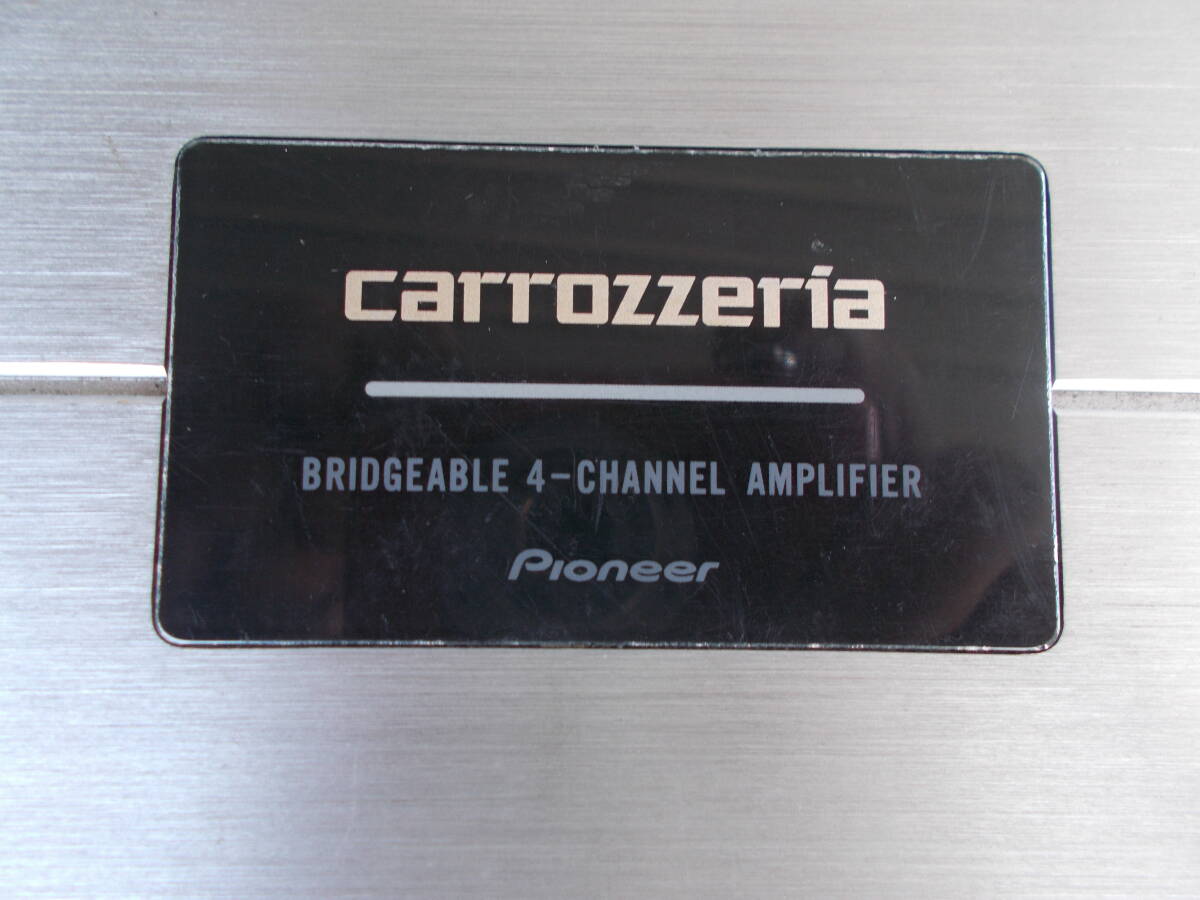 carrozzeria
BRIDGEABLE 4-CHANNEL AMPLIFIER
Pioneer